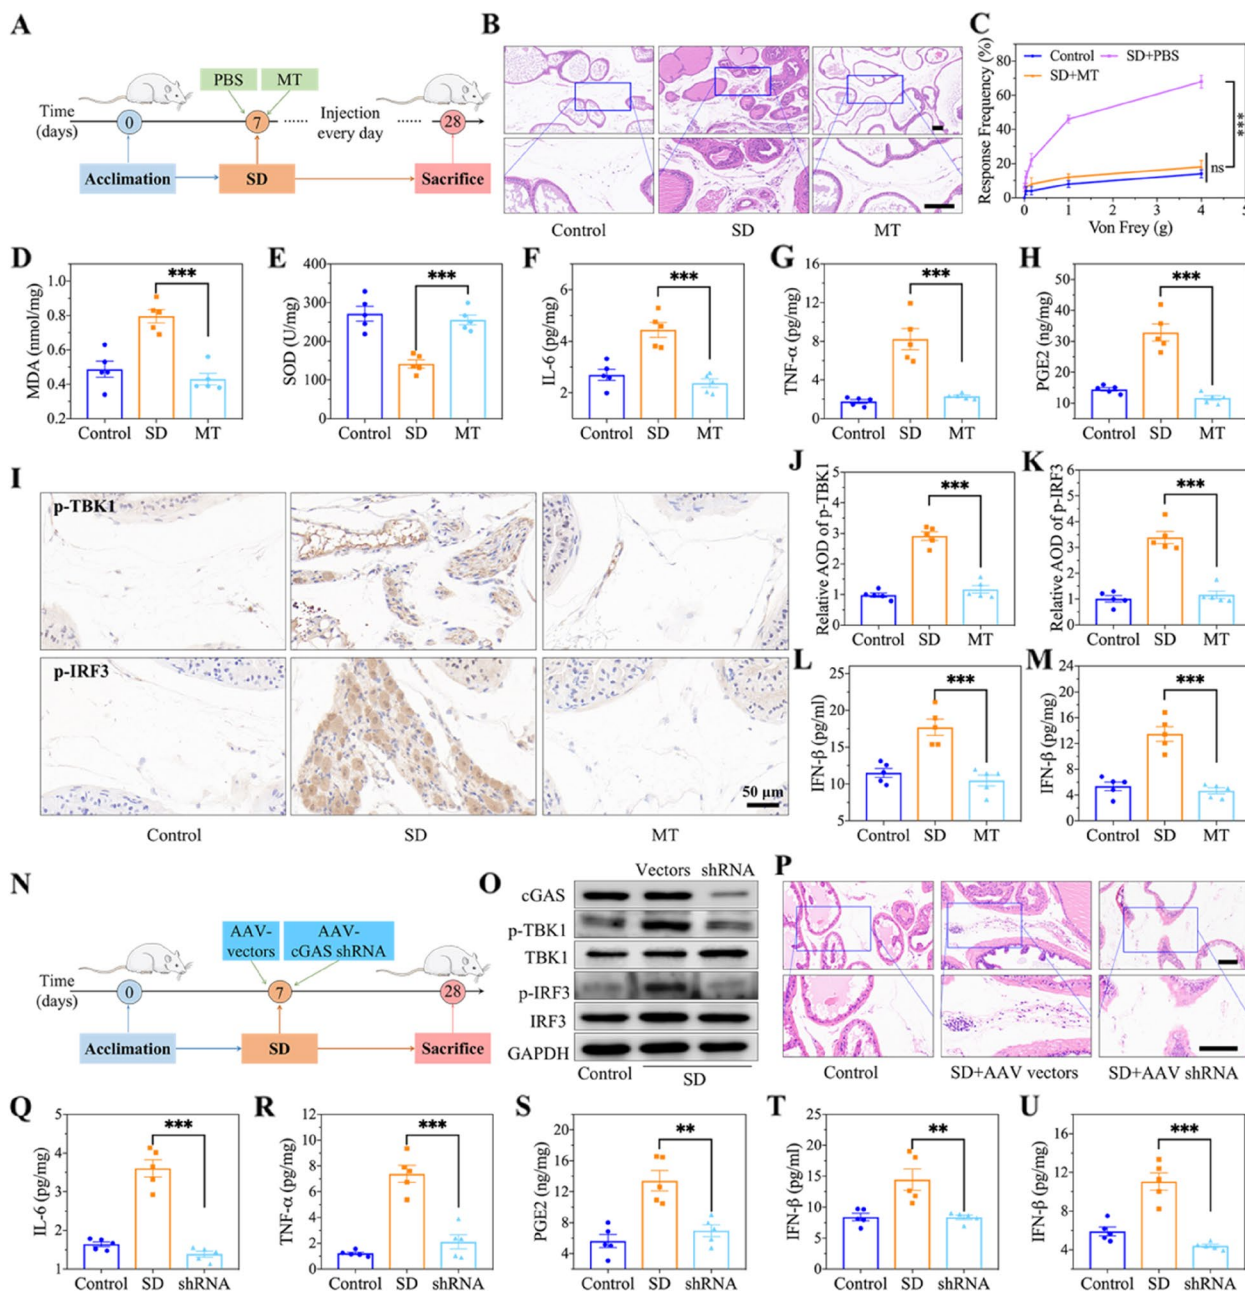 A
PBS
MT
Time
(days)
0
7
Injection
every day
28
Acclimation
SD
Sacrifice
B
Control
SD
MT
C
Response Frequency (%)
80
60
40
20
0
0
1
2
3
4
5
Von Frey (g)
Control
SD+PBS
SD+MT
ns
***
D
MDA (nmol/mg)
1.0
0.8
0.6
0.4
0.2
***
Control SD MT
E
SOD (U/mg)
400
300
200
100
0
***
Control SD MT
F
IL-6 (pg/mg)
6
4
2
***
Control SD MT
G
TNF-α (pg/mg)
16
12
8
4
0
***
Control SD MT
H
PGE2 (ng/mg)
50
40
30
20
10
***
Control SD MT
I
p-TBK1
p-IRF3
50 μm
Control
SD
MT
J
Relative AOD of p-TBK1
5
4
3
2
1
0
***
Control SD MT
K
Relative AOD of p-IRF3
6
5
4
3
2
1
0
***
Control SD MT
L
IFN-β (pg/ml)
25
20
15
10
5
***
Control SD MT
M
IFN-β (pg/mg)
24
20
16
12
8
4
0
***
Control SD MT
N
AAV-
vectors
AAV-
cGAS shRNA
Time
(days)
0
7
28
Acclimation
SD
Sacrifice
O
Vectors shRNA
cGAS
p-TBK1
TBK1
p-IRF3
IRF3
GAPDH
Control
SD
P
Control
SD+AAV vectors
SD+AAV shRNA
Q
IL-6 (pg/mg)
5
4
3
2
1
***
Control SD shRNA
R
TNF-α (pg/mg)
12
10
8
6
4
2
0
***
Control SD shRNA
S
PGE2 (ng/mg)
20
16
12
8
4
**
Control SD shRNA
T
IFN-β (pg/ml)
25
20
15
10
5
0
**
Control SD shRNA
U
IFN-β (pg/mg)
16
12
8
4
***
Control SD shRNA